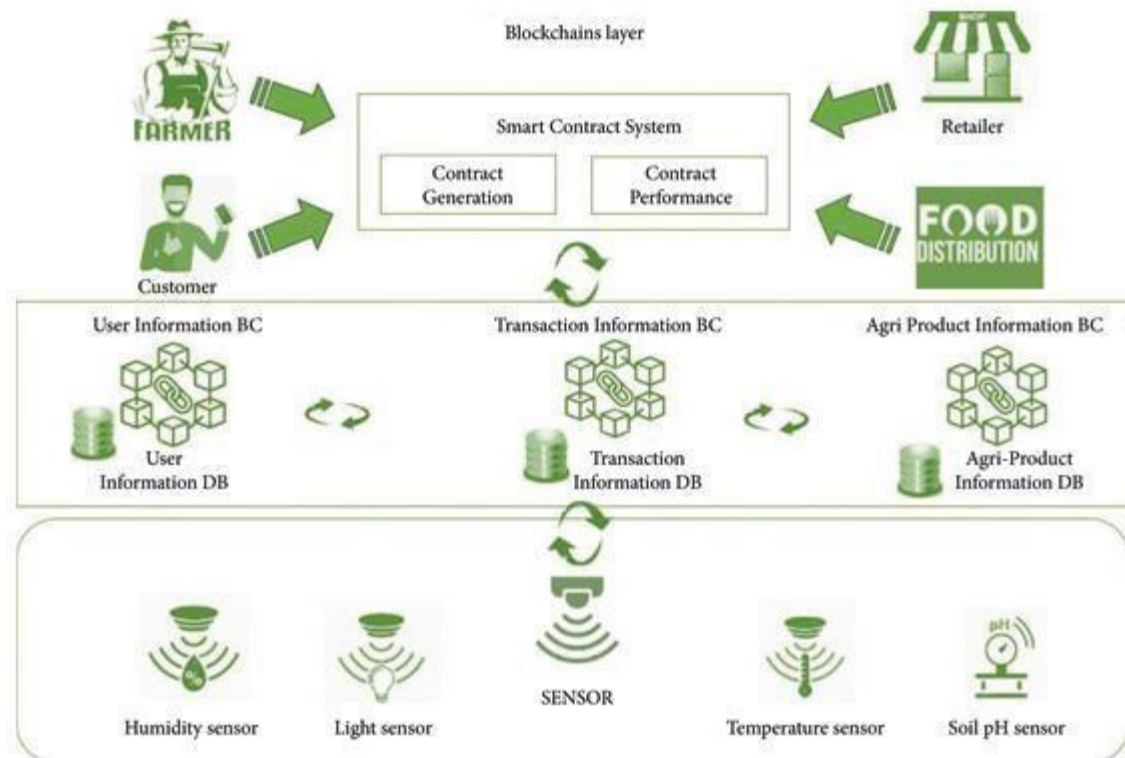 Blockchains layer
FARMER
SHOP
Retailer
Smart Contract System
Contract
Generation
Contract
Performance
Customer
FOOD
DISTRIBUTION
User Information BC
Transaction Information BC
Agri Product Information BC
User
Information DB
Transaction
Information DB
Agri-Product
Information DB
%
pH
SENSOR
Humidity sensor
Light sensor
Temperature sensor
Soil pH sensor